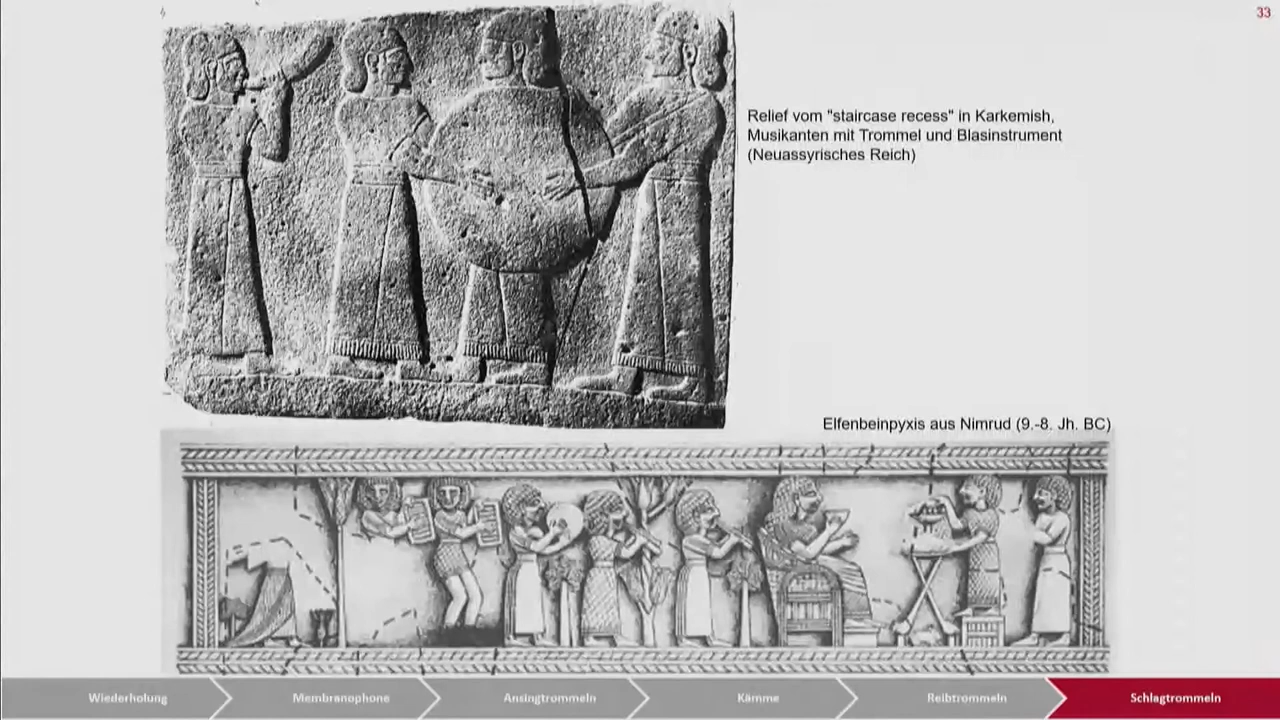 33
Relief vom "staircase recess" in Karkemish,
Musikanten mit Trommel und Blasinstrument
(Neuassyrisches Reich)
Elfenbeinpyxis aus Nimrud (9.-8. Jh. BC)
Wiederholung
Membranophone
Ansingtrommeln
Kämme
Reibtrommeln
Schlagtrommeln